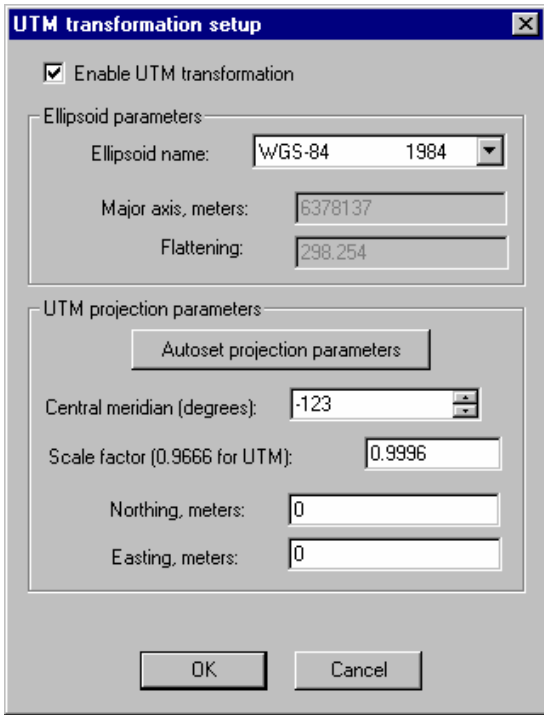 UTM transformation setup
Enable UTM transformation
Ellipsoid parameters
Ellipsoid name: WGS-84 1984
Major axis, meters: 6378137
Flattening: 298.254
UTM projection parameters
Autoset projection parameters
Central meridian (degrees): -123
Scale factor (0.9666 for UTM): 0.9996
Northing, meters: 0
Easting, meters: 0
OK Cancel